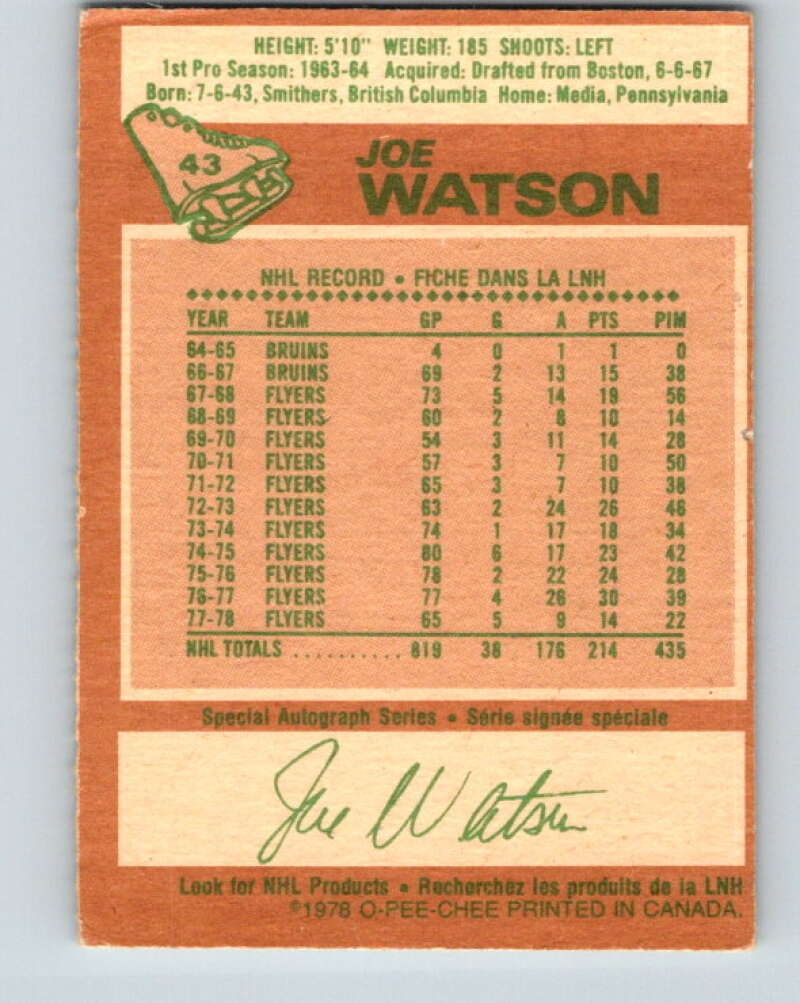 HEIGHT: 5'10" WEIGHT: 185 SHOOTS: LEFT
1st Pro Season: 1963-64 Acquired: Drafted from Boston, 6-6-67
Born: 7-6-43, Smithers, British Columbia Home: Media, Pennsylvania
43
JOE
WATSON
NHL RECORD • FICHE DANS LA LNH
YEAR TEAM GP G A PTS PIM
64-65 BRUINS 4 0 1 1 0
66-67 BRUINS 69 2 13 15 38
67-68 FLYERS 73 5 14 19 56
68-69 FLYERS 60 2 8 10 14
69-70 FLYERS 54 3 11 14 28
70-71 FLYERS 57 3 7 10 50
71-72 FLYERS 65 3 7 10 38
72-73 FLYERS 63 2 24 26 46
73-74 FLYERS 74 1 17 18 34
74-75 FLYERS 80 6 17 23 42
75-76 FLYERS 78 2 22 24 28
76-77 FLYERS 77 4 26 30 39
77-78 FLYERS 65 5 9 14 22
NHL TOTALS .......... 819 38 176 214 435
Special Autograph Series • Série signée spéciale
Joe Watson
Look for NHL Products • Recherchez les produits de la LNH
©1978 O-PEE-CHEE PRINTED IN CANADA.